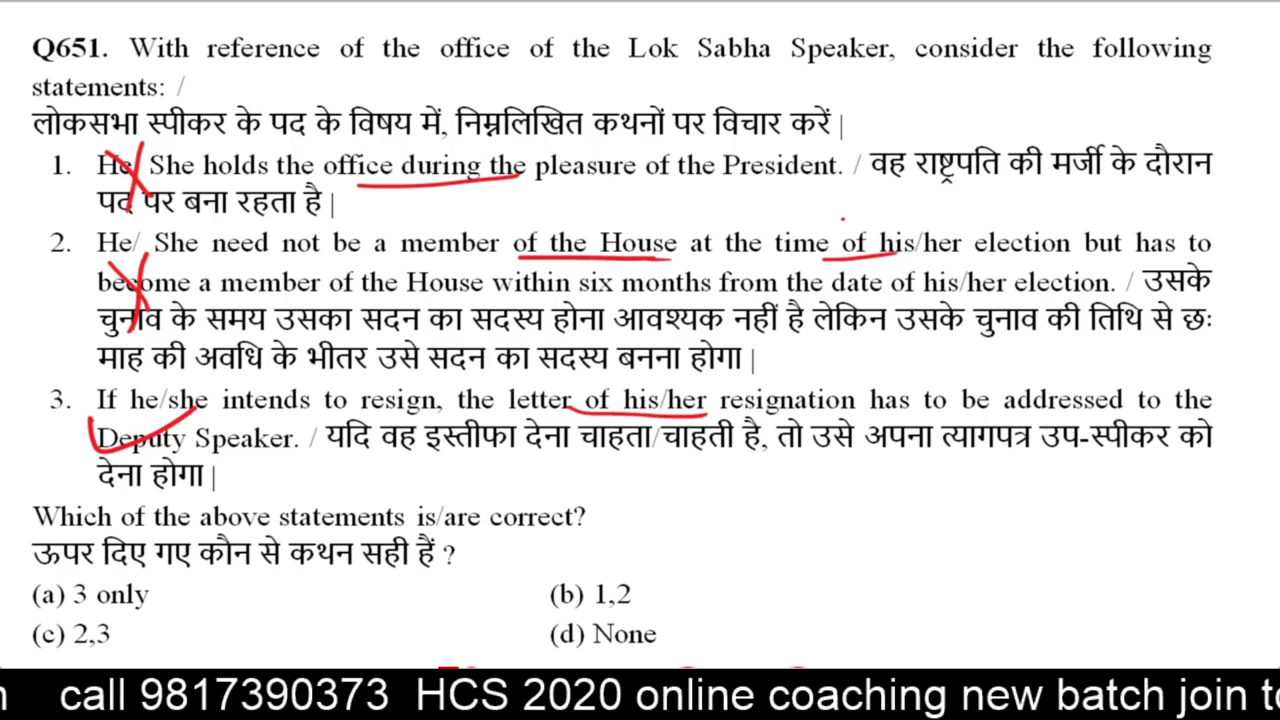 Q651. With reference of the office of the Lok Sabha Speaker, consider the following
statements: /
लोकसभा स्पीकर के पद के विषय में, निम्नलिखित कथनों पर विचार करें |
1. He/ She holds the office during the pleasure of the President. / वह राष्ट्रपति की मर्जी के दौरान
पद पर बना रहता है |
2. He/ She need not be a member of the House at the time of his/her election but has to
become a member of the House within six months from the date of his/her election. / उसके
चुनाव के समय उसका सदन का सदस्य होना आवश्यक नहीं है लेकिन उसके चुनाव की तिथि से छः
माह की अवधि के भीतर उसे सदन का सदस्य बनना होगा |
3. If he/she intends to resign, the letter of his/her resignation has to be addressed to the
Deputy Speaker. / यदि वह इस्तीफा देना चाहता/चाहती है, तो उसे अपना त्यागपत्र उप-स्पीकर को
देना होगा |
Which of the above statements is/are correct?
ऊपर दिए गए कौन से कथन सही हैं ?
(a) 3 only (b) 1,2
(c) 2,3 (d) None
call 9817390373 HCS 2020 online coaching new batch join